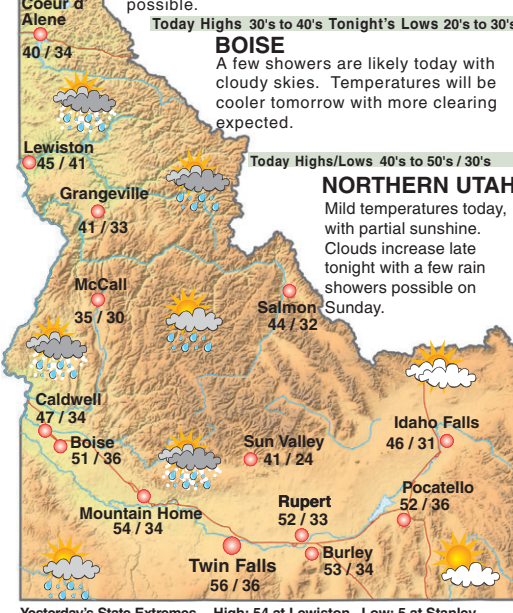 Coeur d'
Alene
40 / 34
possible.
Today Highs 30's to 40's Tonight's Lows 20's to 30's
BOISE
A few showers are likely today with
cloudy skies. Temperatures will be
cooler tomorrow with more clearing
expected.
Today Highs/Lows 40's to 50's / 30's
NORTHERN UTAH
Mild temperatures today,
with partial sunshine.
Clouds increase late
tonight with a few rain
showers possible on
Sunday.
Lewiston
45 / 41
Grangeville
41 / 33
McCall
35 / 30
Salmon
44 / 32
Caldwell
47 / 34
Boise
51 / 36
Sun Valley
41 / 24
Idaho Falls
46 / 31
Mountain Home
54 / 34
Rupert
52 / 33
Pocatello
52 / 36
Twin Falls
56 / 36
Burley
53 / 34
Yesterday's State Extremes - High: 54 at Lewiston Low: 5 at Stanley